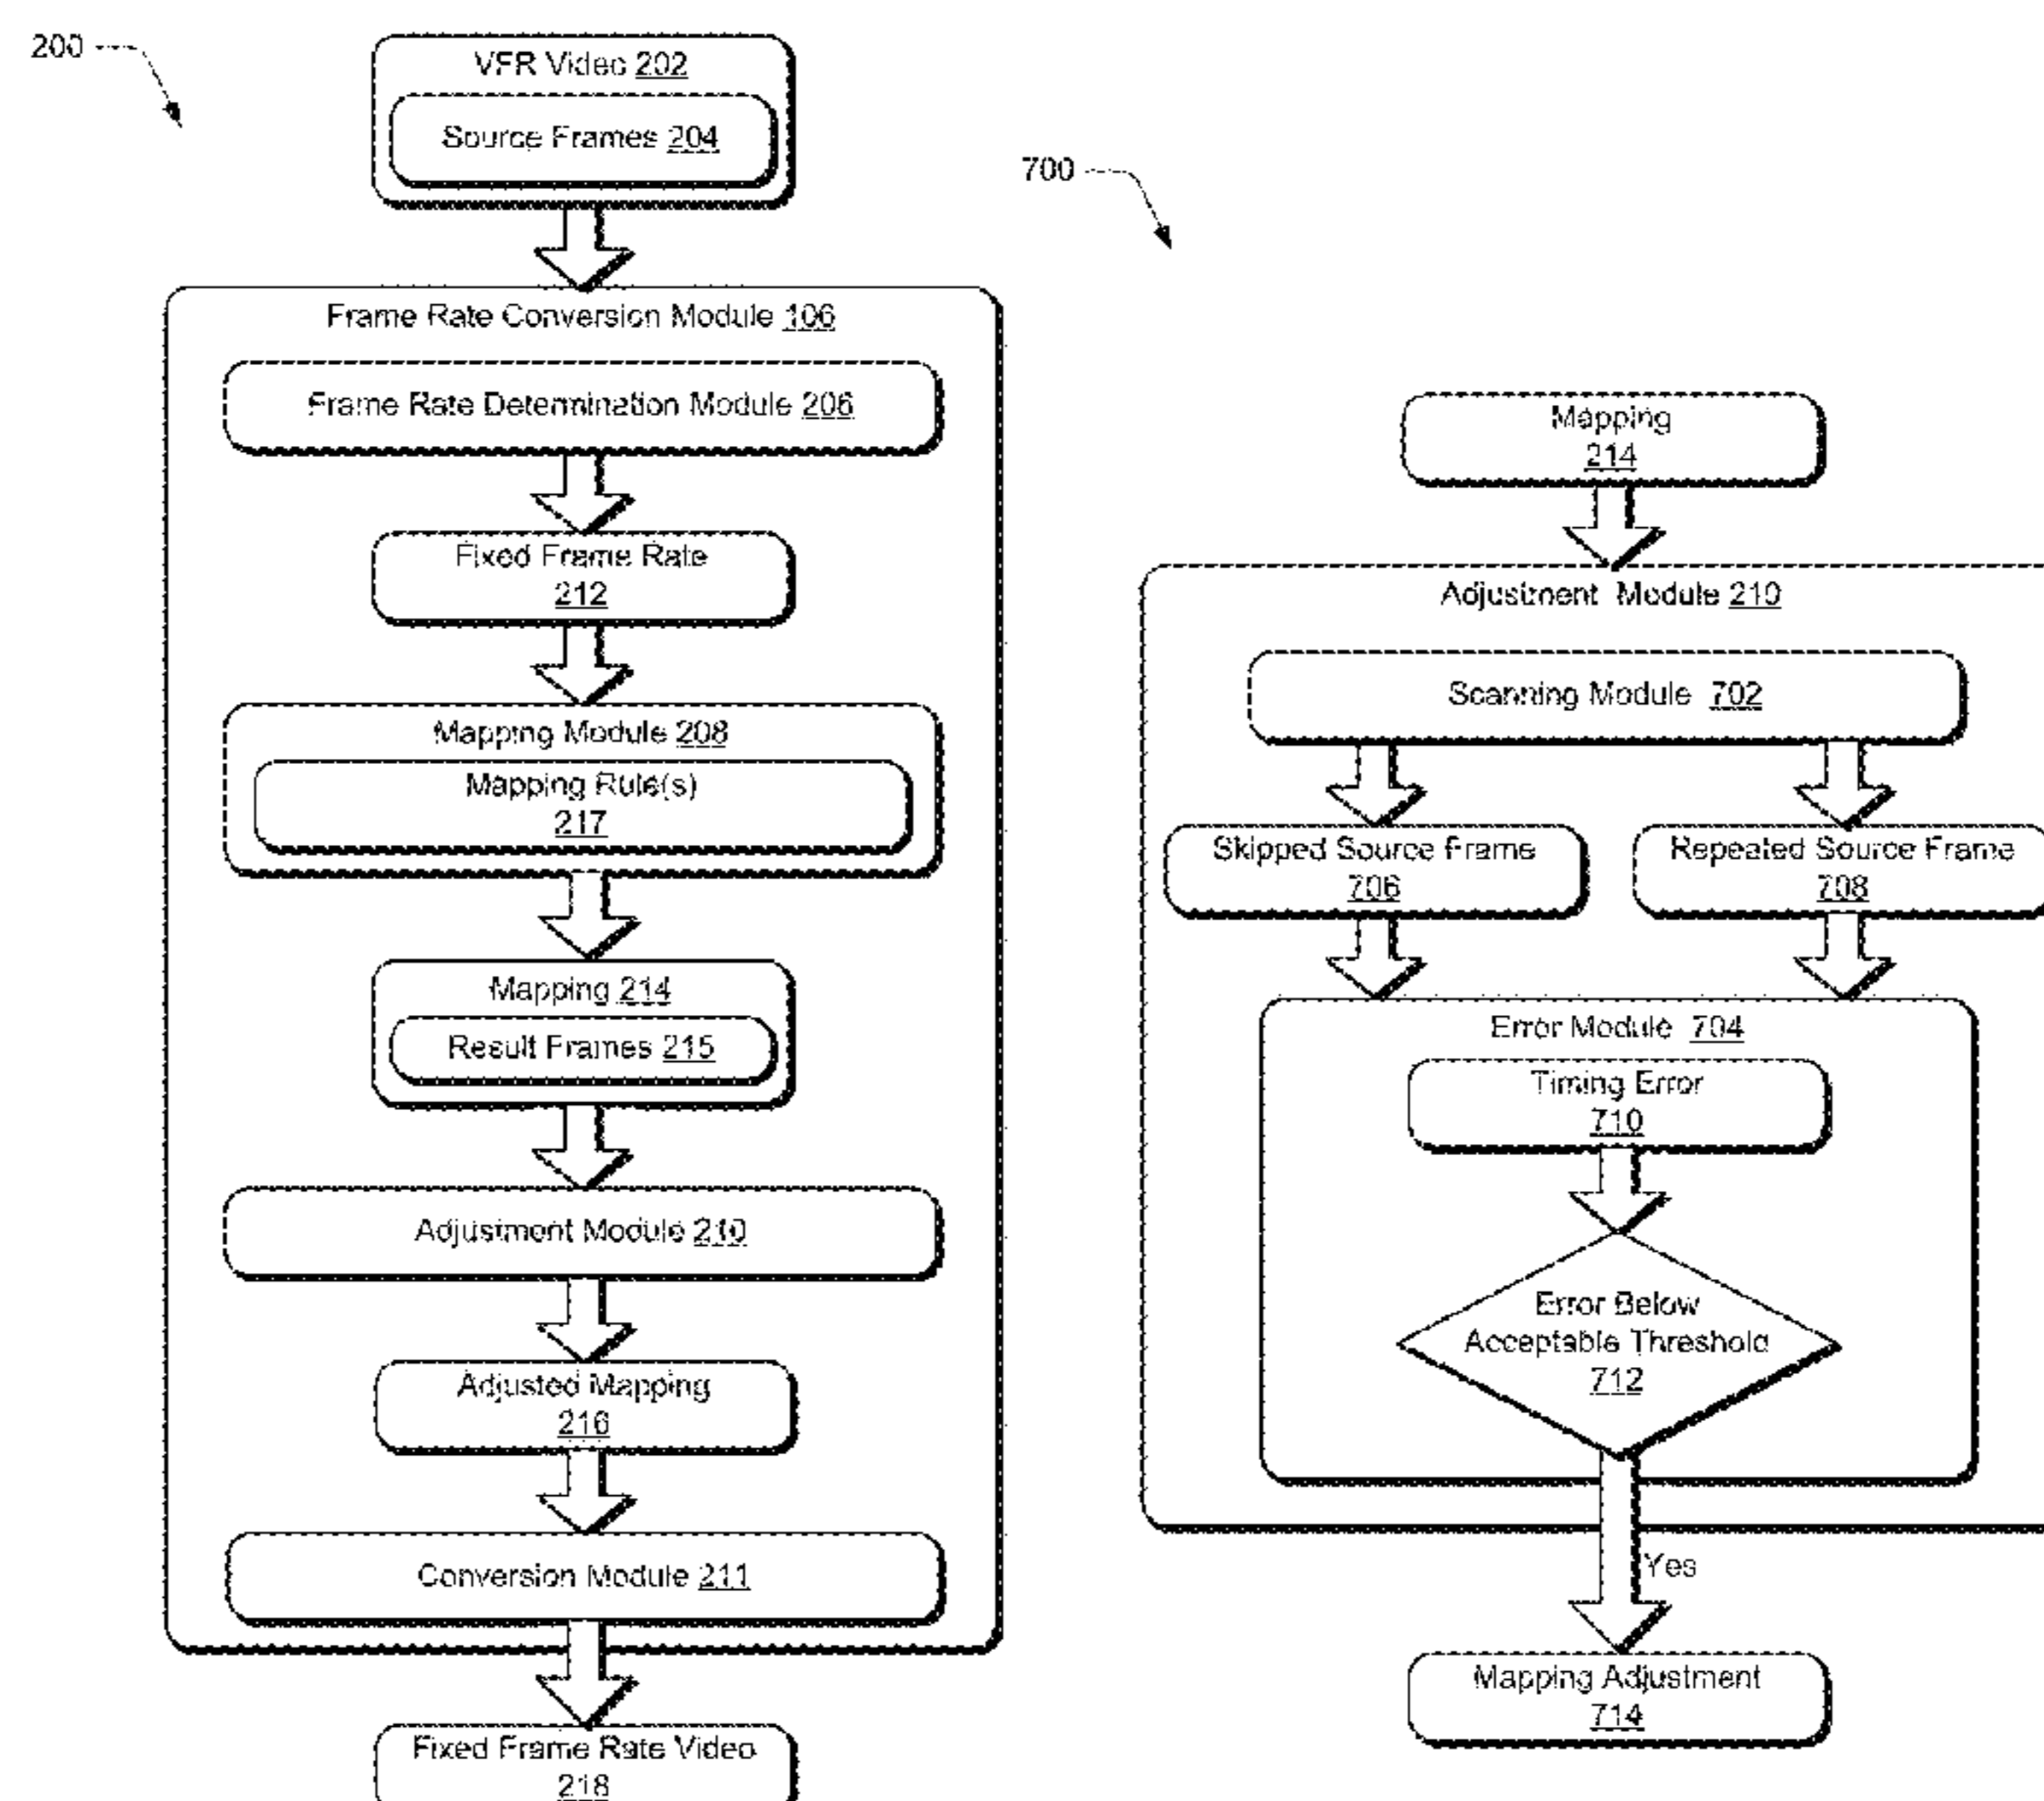 200
VFR Video 202
Source Frames 204
Frame Rate Conversion Module 106
Frame Rate Determination Module 206
Fixed Frame Rate
212
Mapping Module 208
Mapping Rule(s)
217
Mapping 214
Result Frames 215
Adjustment Module 210
Adjusted Mapping
216
Conversion Module 211
Fixed Frame Rate Video
218
700
Mapping
214
Adjustment Module 210
Scanning Module 702
Skipped Source Frame
706
Repeated Source Frame
708
Error Module 704
Timing Error
710
Error Below
Acceptable Threshold
712
Yes
Mapping Adjustment
714